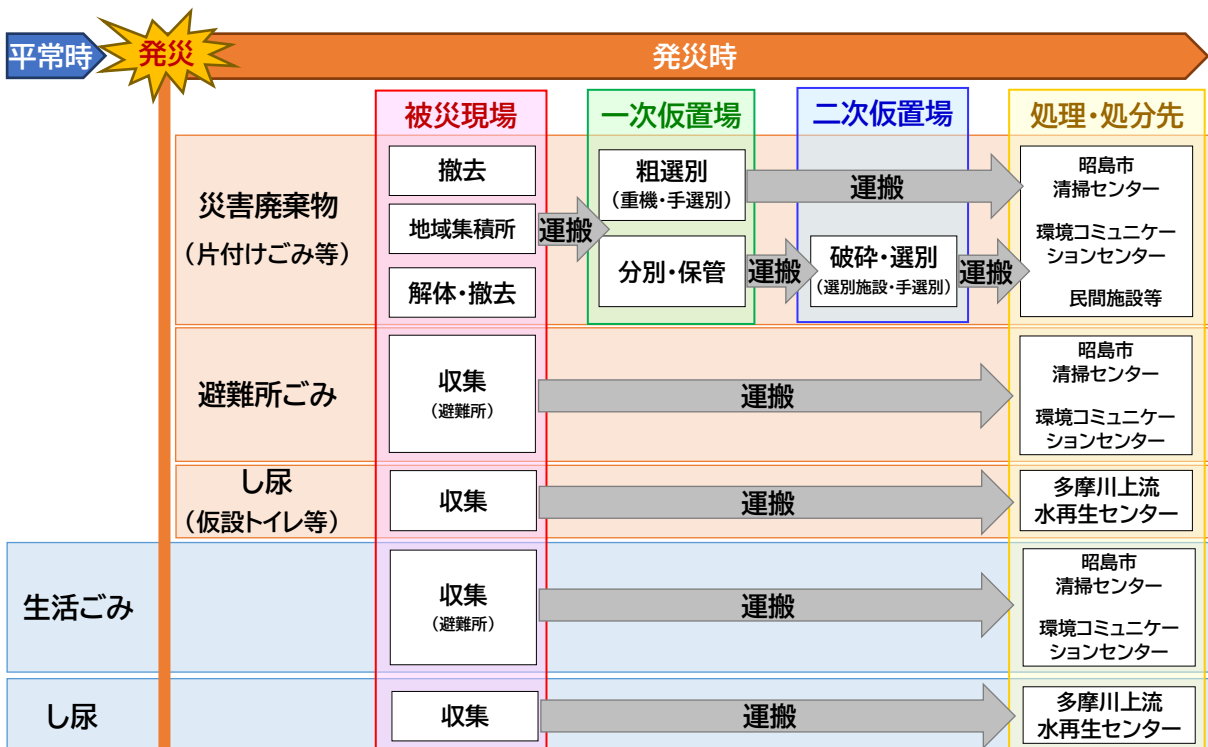 平常時
発災
発災時
被災現場
一次仮置場
二次仮置場
処理・処分先
災害廃棄物
（片付けごみ等）
撤去
地域集積所
解体・撤去
運搬
粗選別
（重機・手選別）
分別・保管
運搬
運搬
破砕・選別
（選別施設・手選別）
運搬
昭島市
清掃センター
環境コミュニケー
ションセンター
民間施設等
避難所ごみ
収集
（避難所）
運搬
昭島市
清掃センター
環境コミュニケー
ションセンター
し尿
（仮設トイレ等）
収集
運搬
多摩川上流
水再生センター
生活ごみ
収集
（避難所）
運搬
昭島市
清掃センター
環境コミュニケー
ションセンター
し尿
収集
運搬
多摩川上流
水再生センター